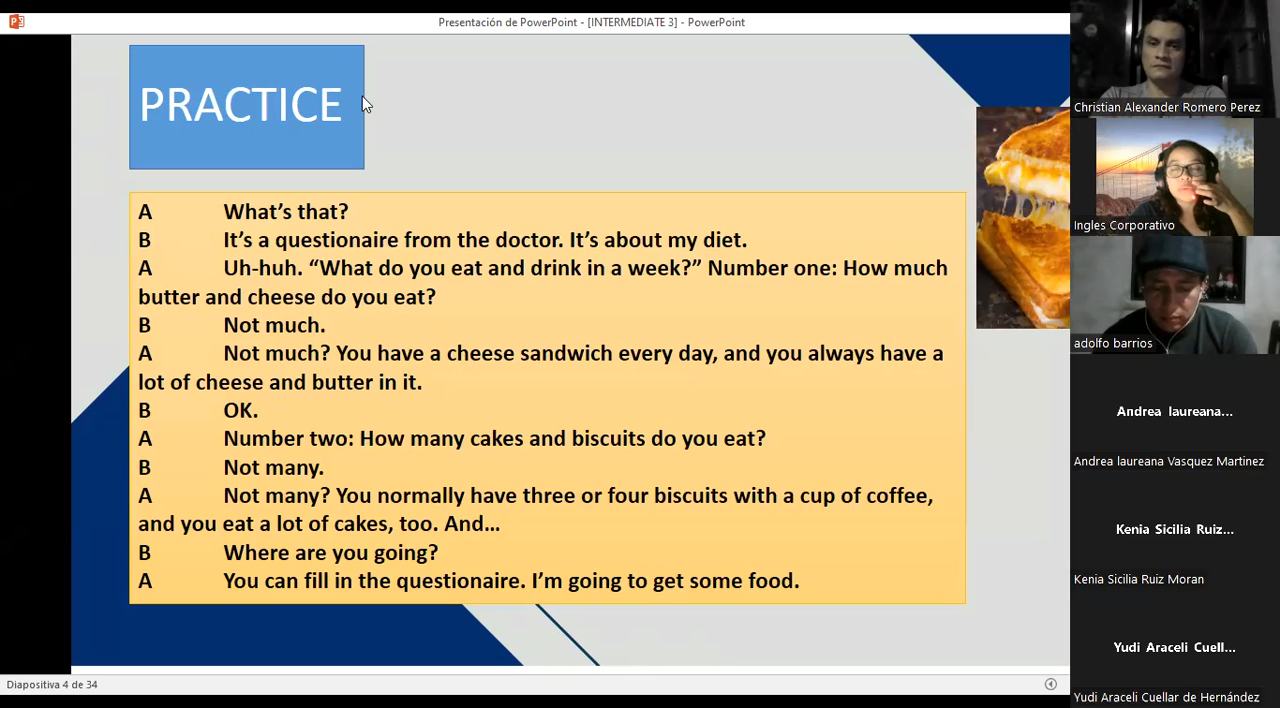 Presentación de PowerPoint - [INTERMEDIATE 3] - PowerPoint
PRACTICE
A What's that?
B It's a questionaire from the doctor. It's about my diet.
A Uh-huh. “What do you eat and drink in a week?” Number one: How much
butter and cheese do you eat?
B Not much.
A Not much? You have a cheese sandwich every day, and you always have a
lot of cheese and butter in it.
B OK.
A Number two: How many cakes and biscuits do you eat?
B Not many.
A Not many? You normally have three or four biscuits with a cup of coffee,
and you eat a lot of cakes, too. And...
B Where are you going?
A You can fill in the questionaire. I'm going to get some food.
Diapositiva 4 de 34
Christian Alexander Romero Perez
Ingles Corporativo
adolfo barrios
Andrea laureana...
Andrea laureana Vasquez Martinez
Kenia Sicilia Ruiz...
Kenia Sicilia Ruiz Moran
Yudi Araceli Cuell...
Yudi Araceli Cuellar de Hernández